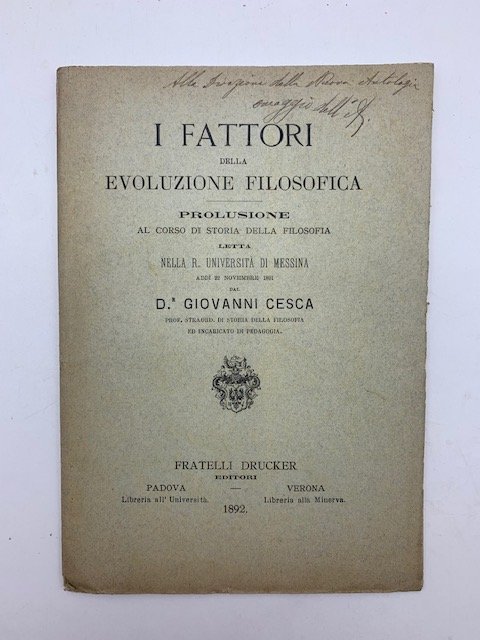 Alla Direzione della Nuova Antologia
omaggio dell'A.
I FATTORI
DELLA
EVOLUZIONE FILOSOFICA
PROLUSIONE
AL CORSO DI STORIA DELLA FILOSOFIA
LETTA
NELLA R. UNIVERSITÀ DI MESSINA
ADDÌ 22 NOVEMBRE 1891
DAL
D.R GIOVANNI CESCA
PROF. STRAORD. DI STORIA DELLA FILOSOFIA
ED INCARICATO DI PEDAGOGIA.
FRATELLI DRUCKER
EDITORI
PADOVA — VERONA
Libreria all' Università. Libreria alla Minerva.
1892.